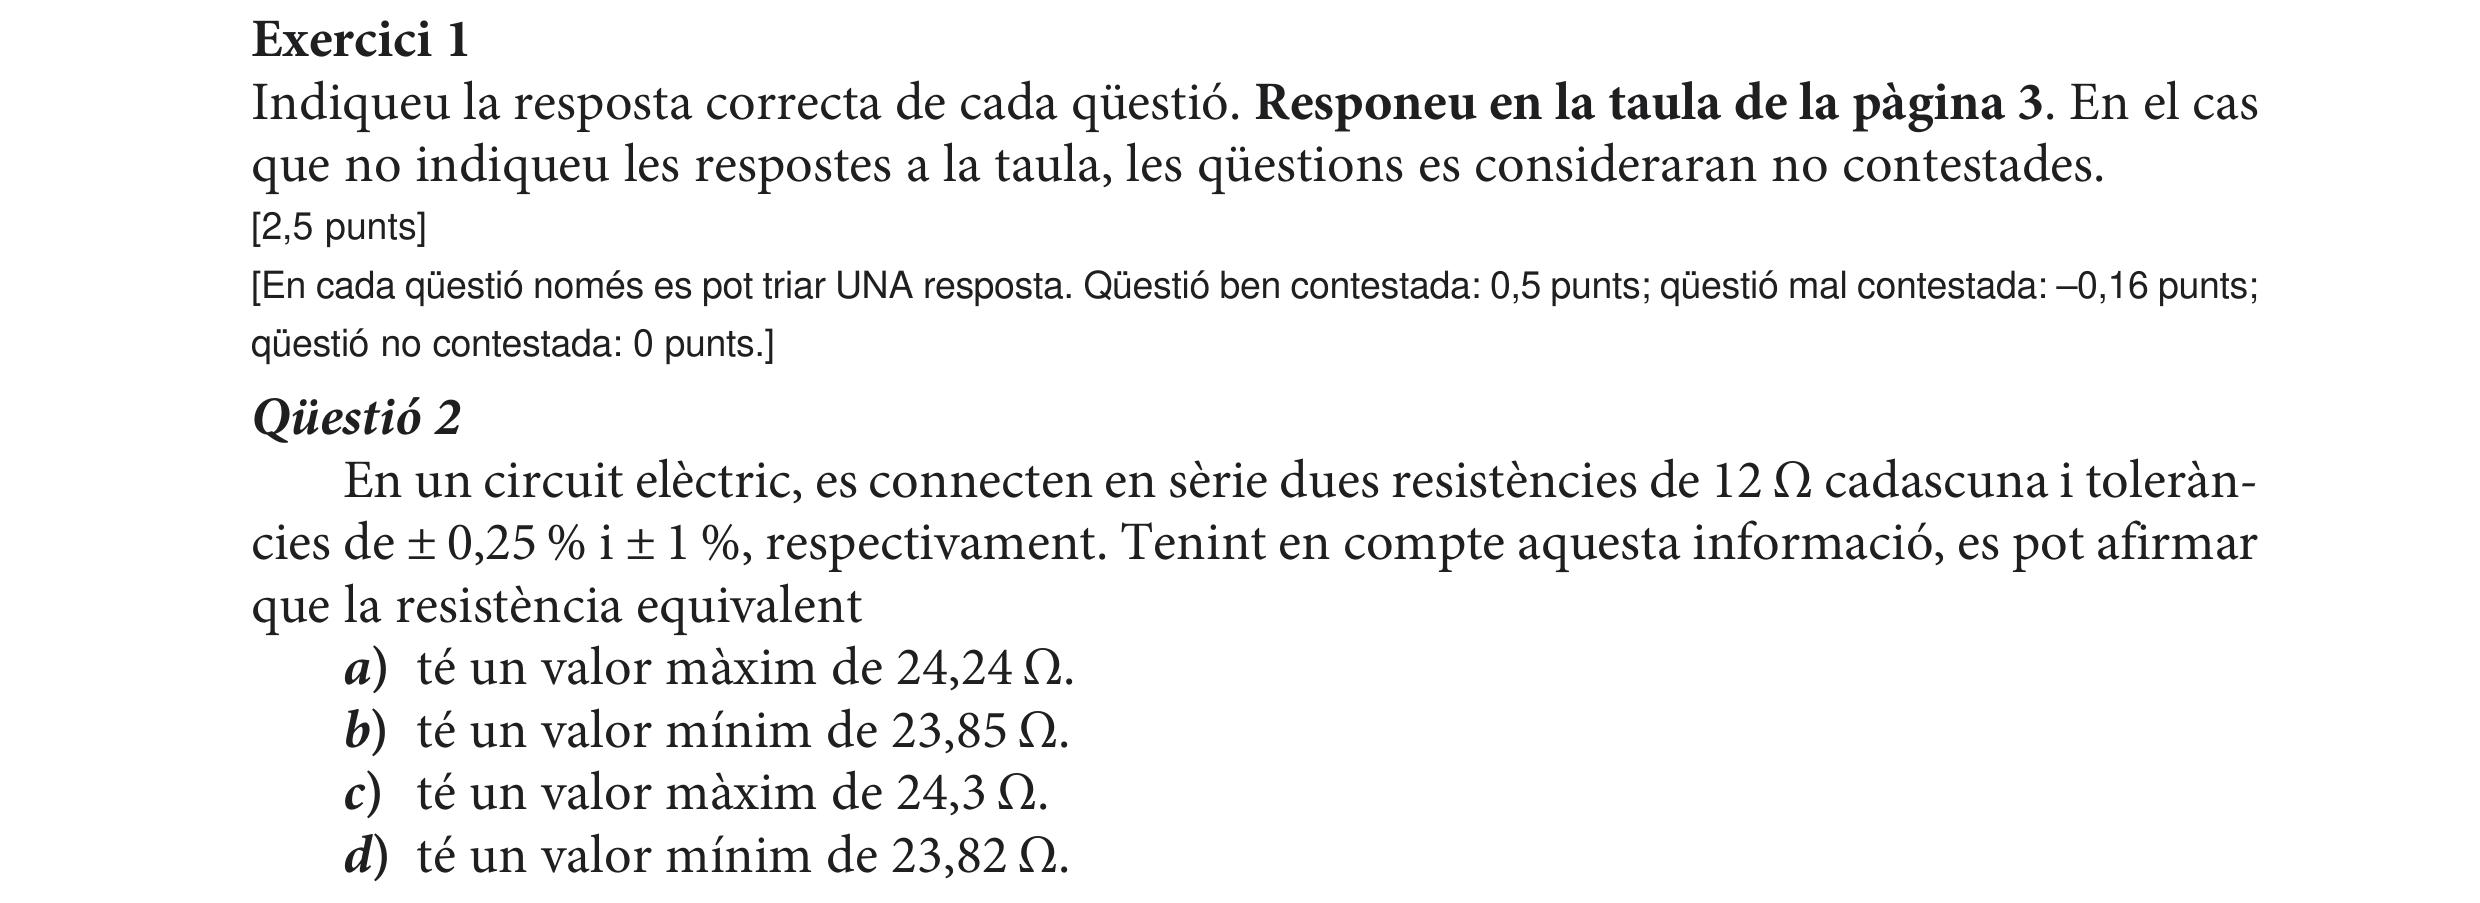 Exercici 1
Indiqueu la resposta correcta de cada qüestió. Responeu en la taula de la pàgina 3. En el cas
que no indiqueu les respostes a la taula, les qüestions es consideraran no contestades.
[2,5 punts]
[En cada qüestió només es pot triar UNA resposta. Qüestió ben contestada: 0,5 punts; qüestió mal contestada: –0,16 punts;
qüestió no contestada: 0 punts.]
Qüestió 2
En un circuit elèctric, es connecten en sèrie dues resistències de 12 Ω cadascuna i toleràn-
cies de ± 0,25 % i ± 1 %, respectivament. Tenint en compte aquesta informació, es pot afirmar
que la resistència equivalent
a) té un valor màxim de 24,24 Ω.
b) té un valor mínim de 23,85 Ω.
c) té un valor màxim de 24,3 Ω.
d) té un valor mínim de 23,82 Ω.